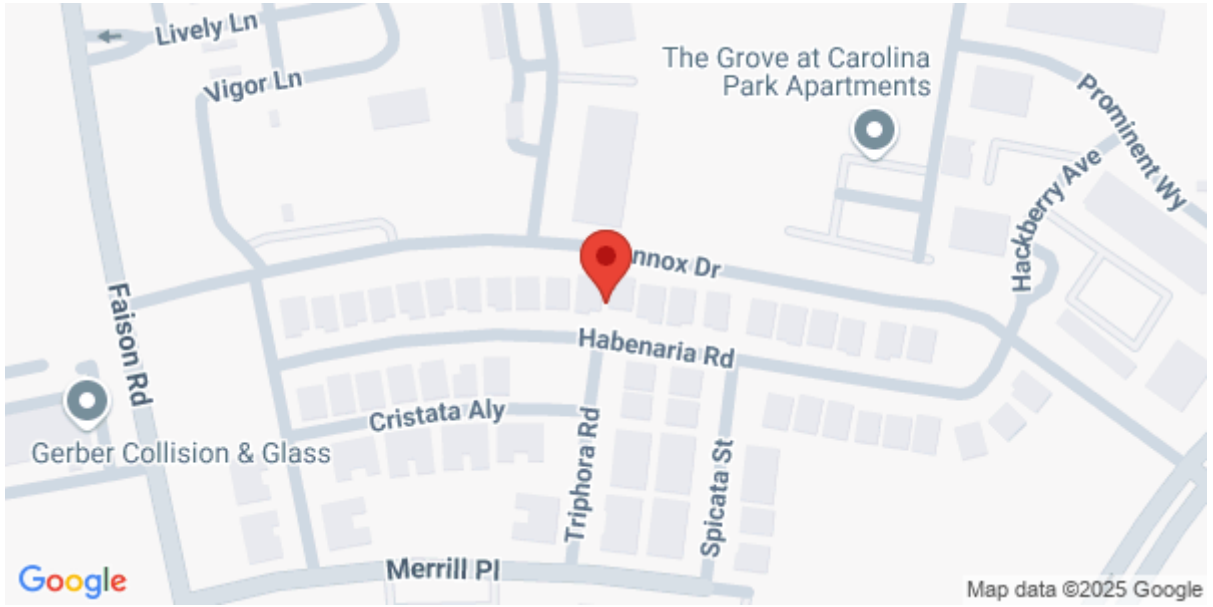 Lively Ln
Vigor Ln
The Grove at Carolina
Park Apartments
Prominent Wy
Hackberry Ave
nnox Dr
Faison Rd
Habenaria Rd
Cristata Aly
Gerber Collision & Glass
Triphora Rd
Spicata St
Merrill Pl
Google
Map data ©2025 Google